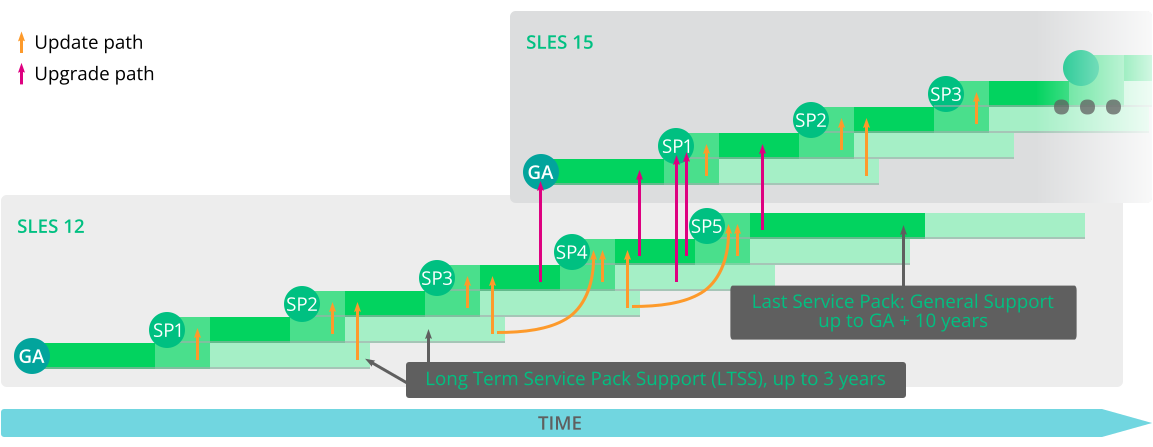 Update path
Upgrade path
SLES 15
SP3
SP2
SP1
GA
SLES 12
SP5
SP4
SP3
SP2
SP1
GA
Last Service Pack: General Support
up to GA + 10 years
Long Term Service Pack Support (LTSS), up to 3 years
TIME